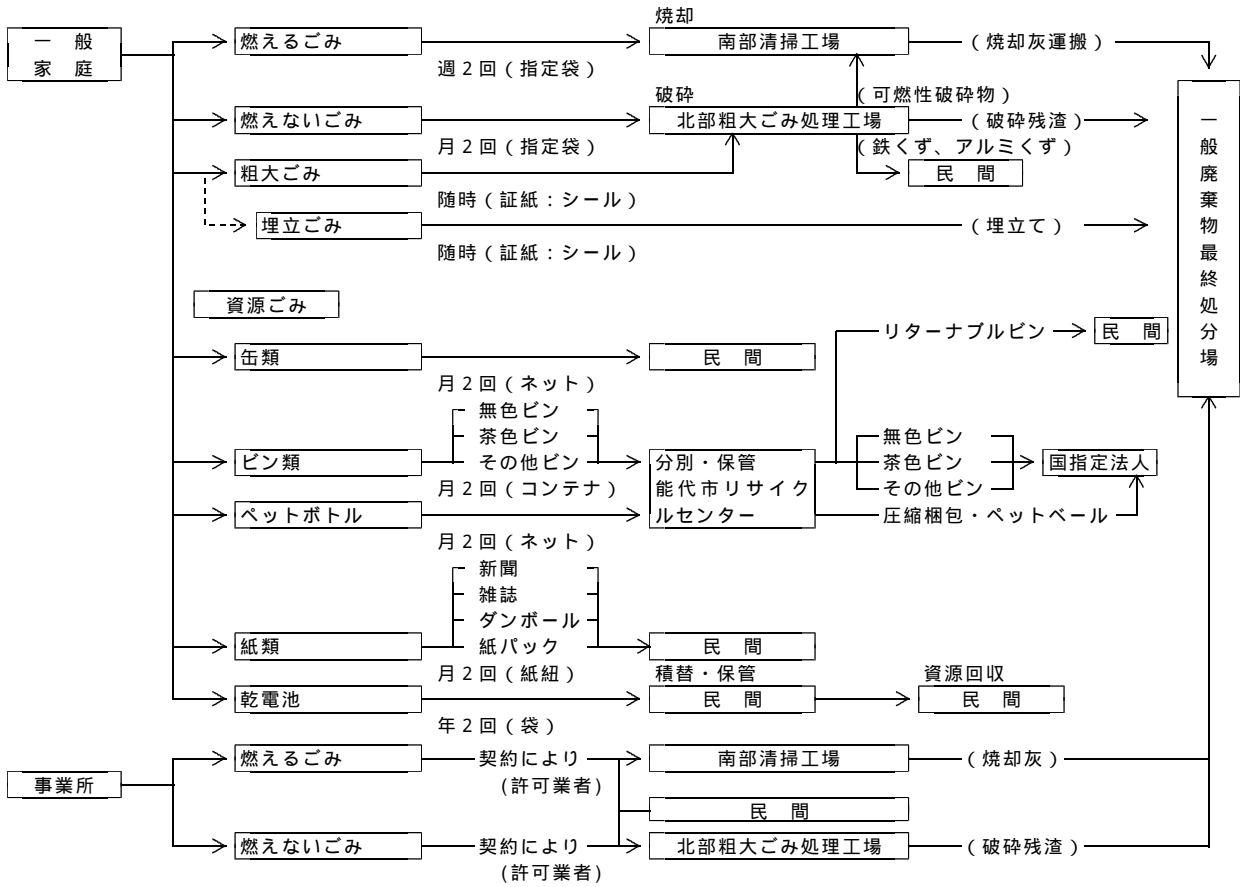 一　般
家　庭
燃えるごみ
週２回（指定袋）
焼却
南部清掃工場
（焼却灰運搬）
燃えないごみ
月２回（指定袋）
破砕
（可燃性破砕物）
北部粗大ごみ処理工場
（破砕残渣）
（鉄くず、アルミくず）
民　間
粗大ごみ
随時（証紙：シール）
埋立ごみ
随時（証紙：シール）
（埋立て）
一般廃棄物最終処分場
資源ごみ
缶類
月２回（ネット）
民　間
リターナブルビン
民　間
ビン類
無色ビン
茶色ビン
その他ビン
月２回（コンテナ）
分別・保管
能代市リサイク
ルセンター
無色ビン
茶色ビン
その他ビン
国指定法人
ペットボトル
月２回（ネット）
圧縮梱包・ペットベール
紙類
新聞
雑誌
ダンボール
紙パック
月２回（紙紐）
民　間
乾電池
年２回（袋）
積替・保管
民　間
資源回収
民　間
事業所
燃えるごみ
契約により
(許可業者)
南部清掃工場
（焼却灰）
民　間
燃えないごみ
契約により
(許可業者)
北部粗大ごみ処理工場
（破砕残渣）